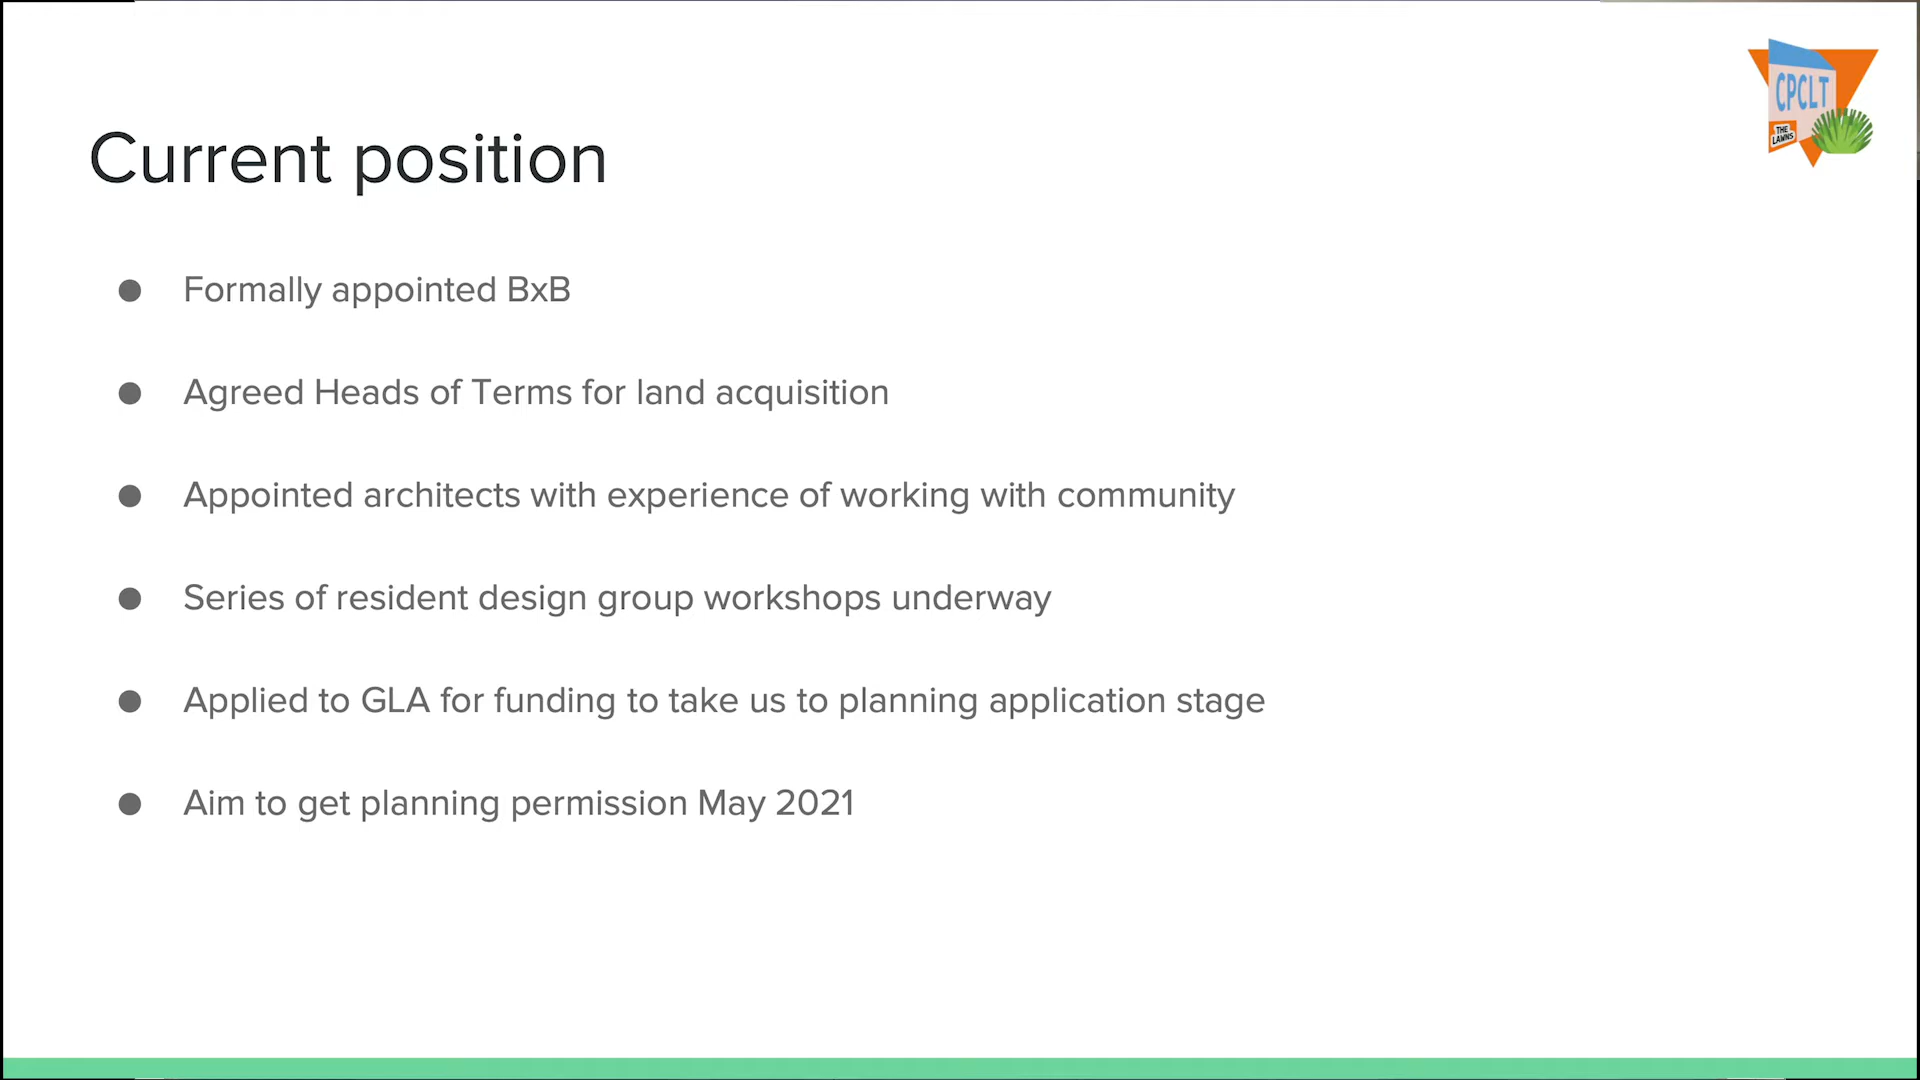 CPCLT
THE
LAWNS
Current position
● Formally appointed BxB
● Agreed Heads of Terms for land acquisition
● Appointed architects with experience of working with community
● Series of resident design group workshops underway
● Applied to GLA for funding to take us to planning application stage
● Aim to get planning permission May 2021